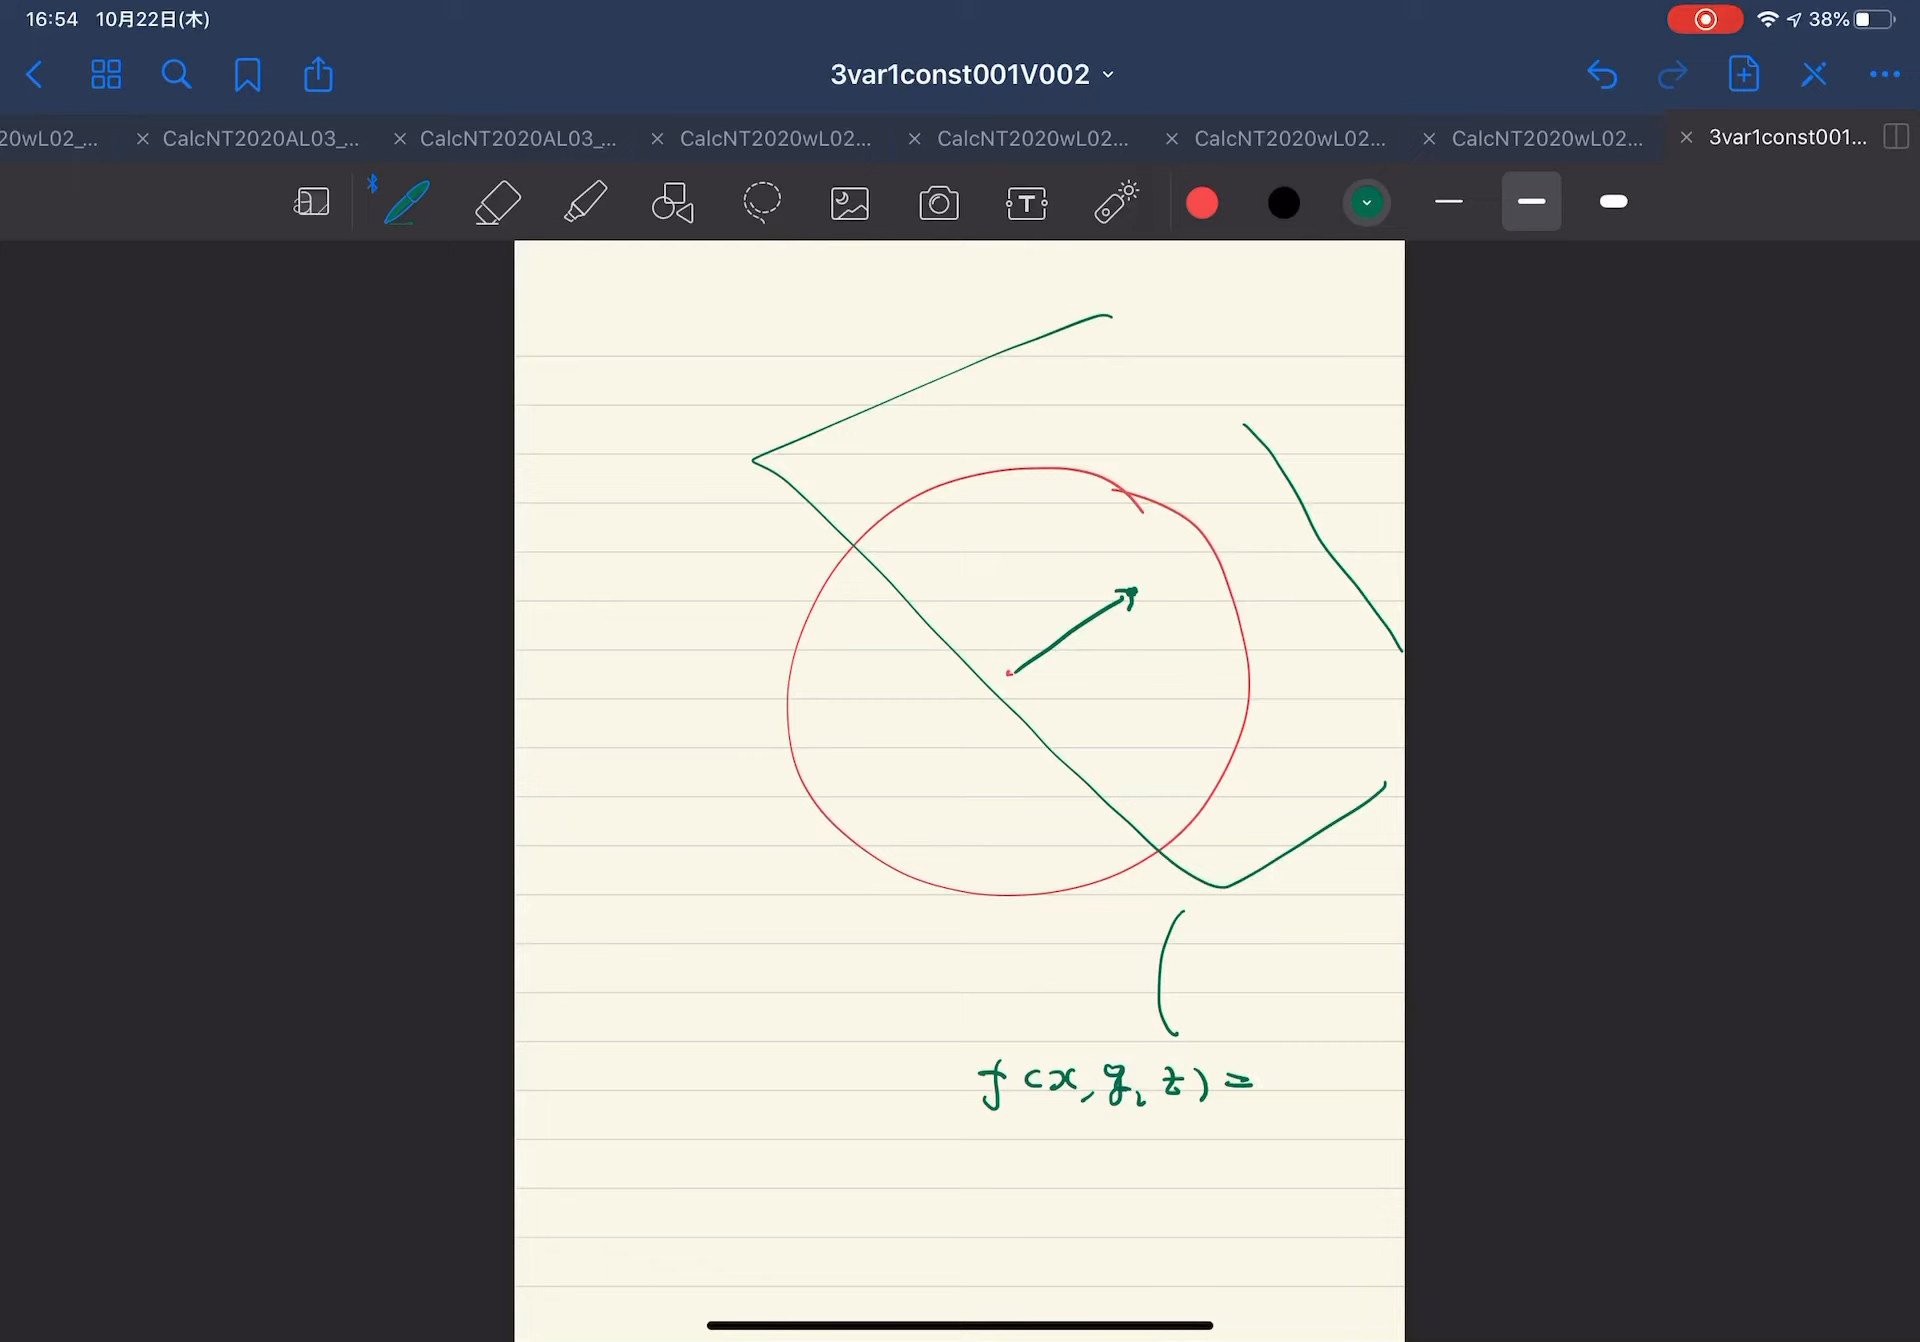 16:54 10月22日(木) 38%
3var1const001V002
20wL02_... CalcNT2020AL03_... CalcNT2020AL03_... CalcNT2020wL02... CalcNT2020wL02... CalcNT2020wL02... CalcNT2020wL02... 3var1const001...
f(x, y, z) =